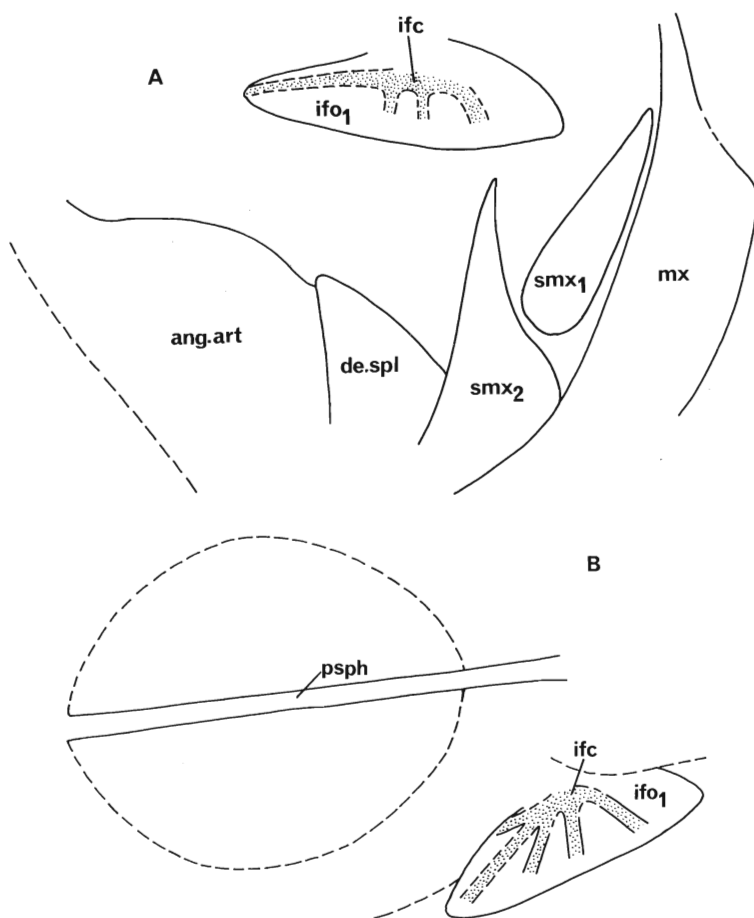 ifc
A
ifo1
smx1
mx
ang.art
de.spl
smx2
B
psph
ifc
ifo1